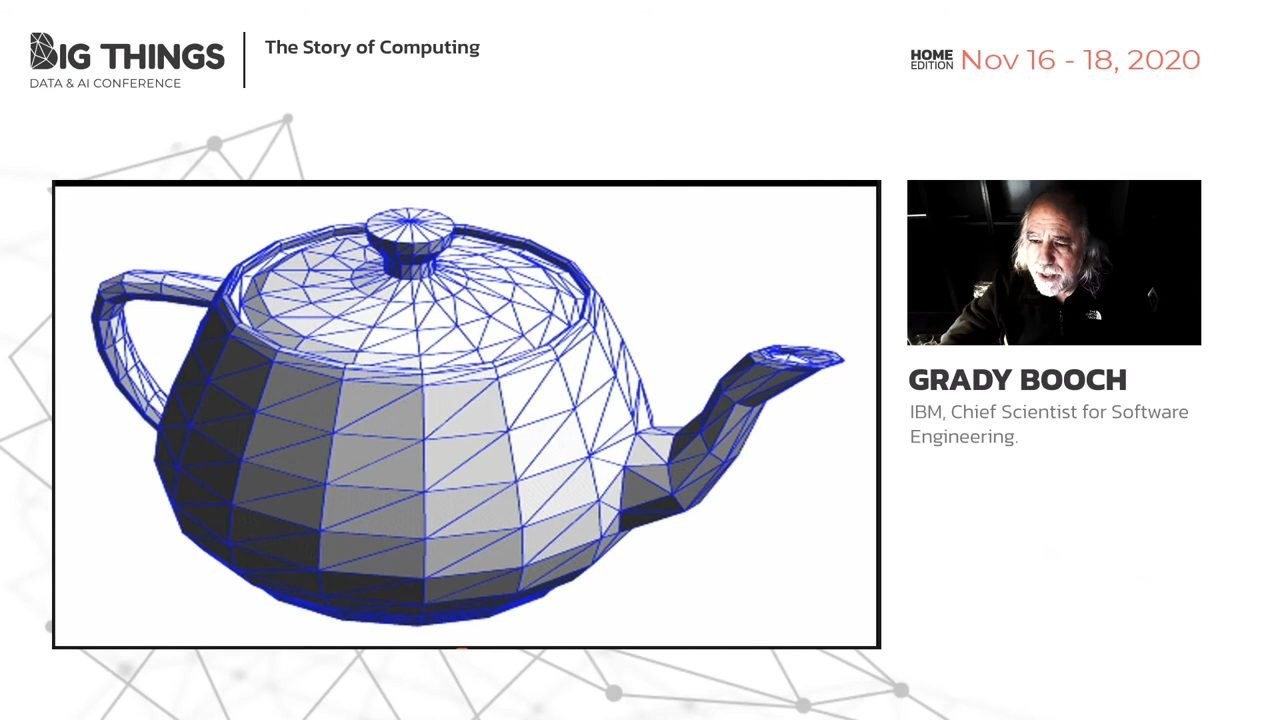 BIG THINGS
DATA & AI CONFERENCE
The Story of Computing
HOME
EDITION
Nov 16 - 18, 2020
GRADY BOOCH
IBM, Chief Scientist for Software
Engineering.